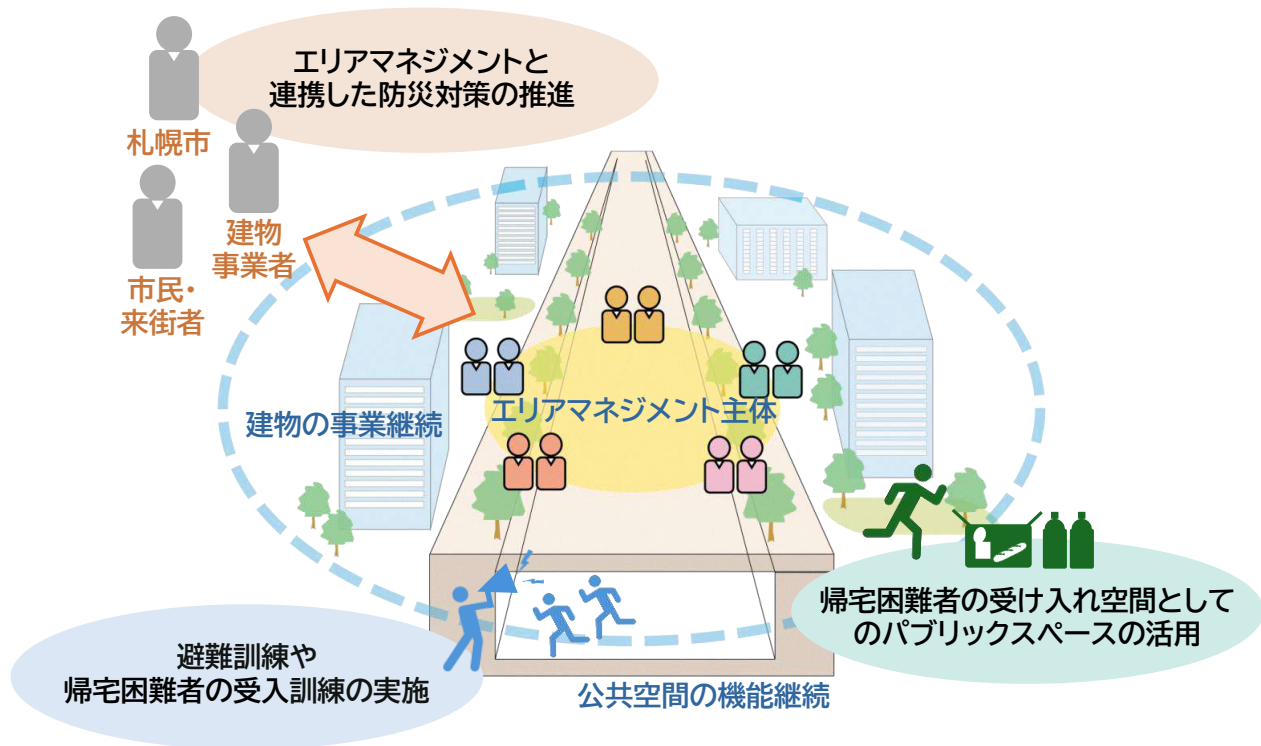 エリアマネジメントと
連携した防災対策の推進
札幌市
建物
事業者
市民・
来街者
建物の事業継続
エリアマネジメント主体
帰宅困難者の受け入れ空間として
のパブリックスペースの活用
避難訓練や
帰宅困難者の受入訓練の実施
公共空間の機能継続